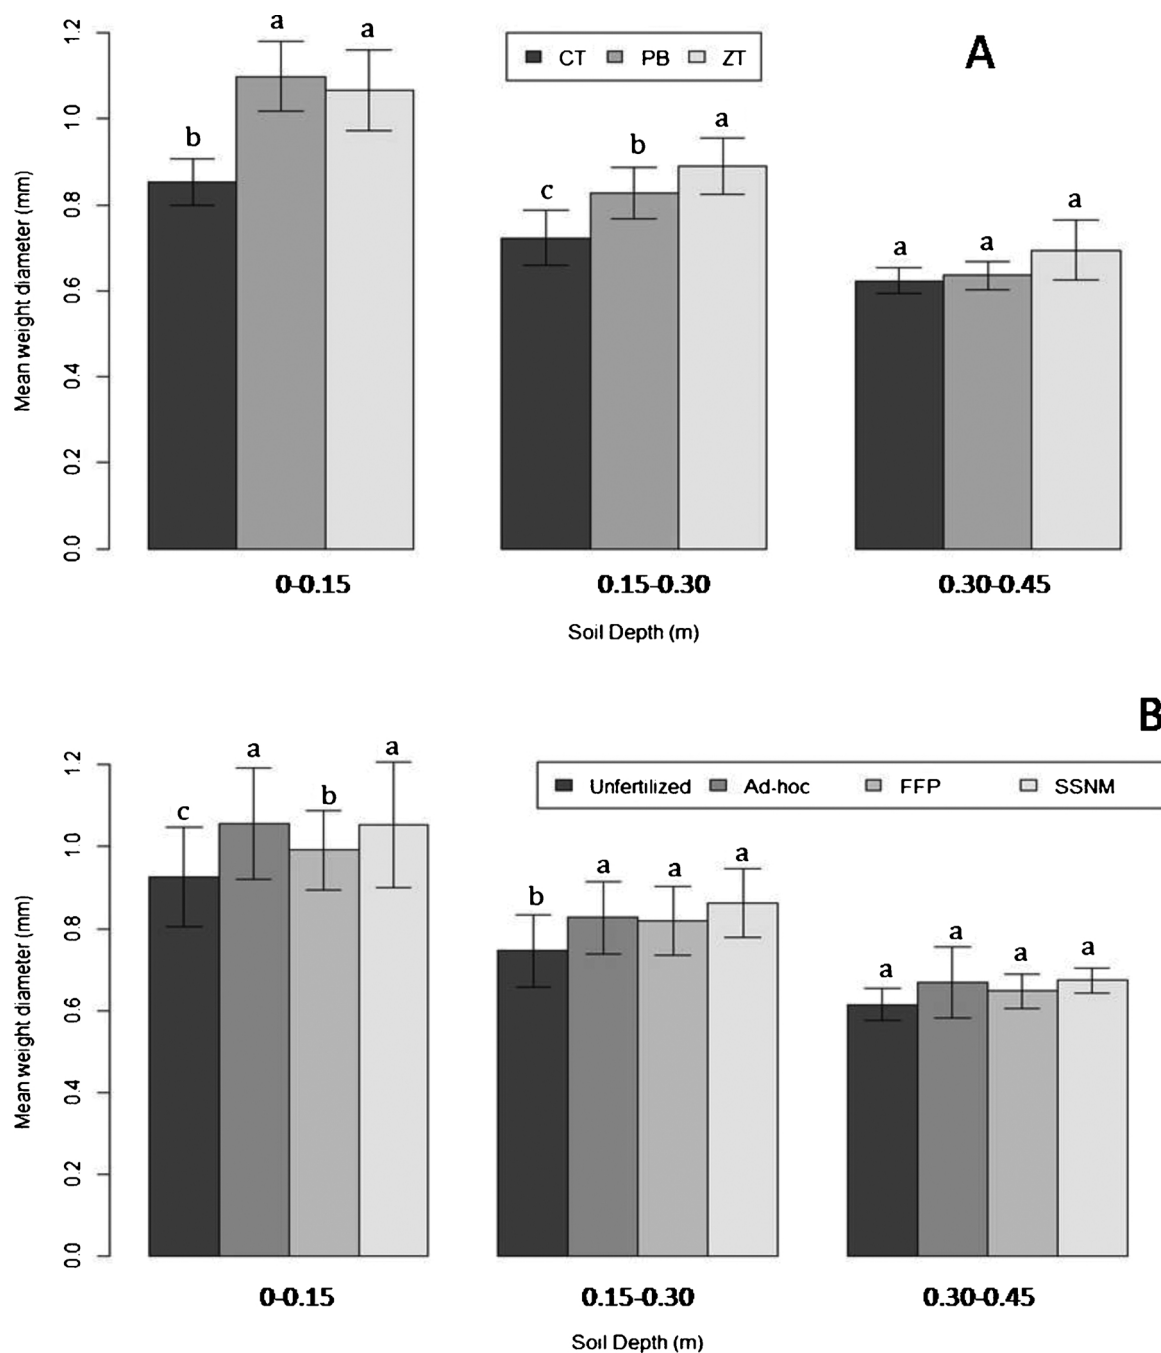 A
CT PB ZT
Mean weight diameter (mm)
1.2
1.0
0.8
0.6
0.4
0.2
0.0
b a a
c b a
a a a
0-0.15 0.15-0.30 0.30-0.45
Soil Depth (m)
B
Unfertilized Ad-hoc FFP SSNM
Mean weight diameter (mm)
1.2
1.0
0.8
0.6
0.4
0.2
0.0
c a b a
b a a a
a a a a
0-0.15 0.15-0.30 0.30-0.45
Soil Depth (m)